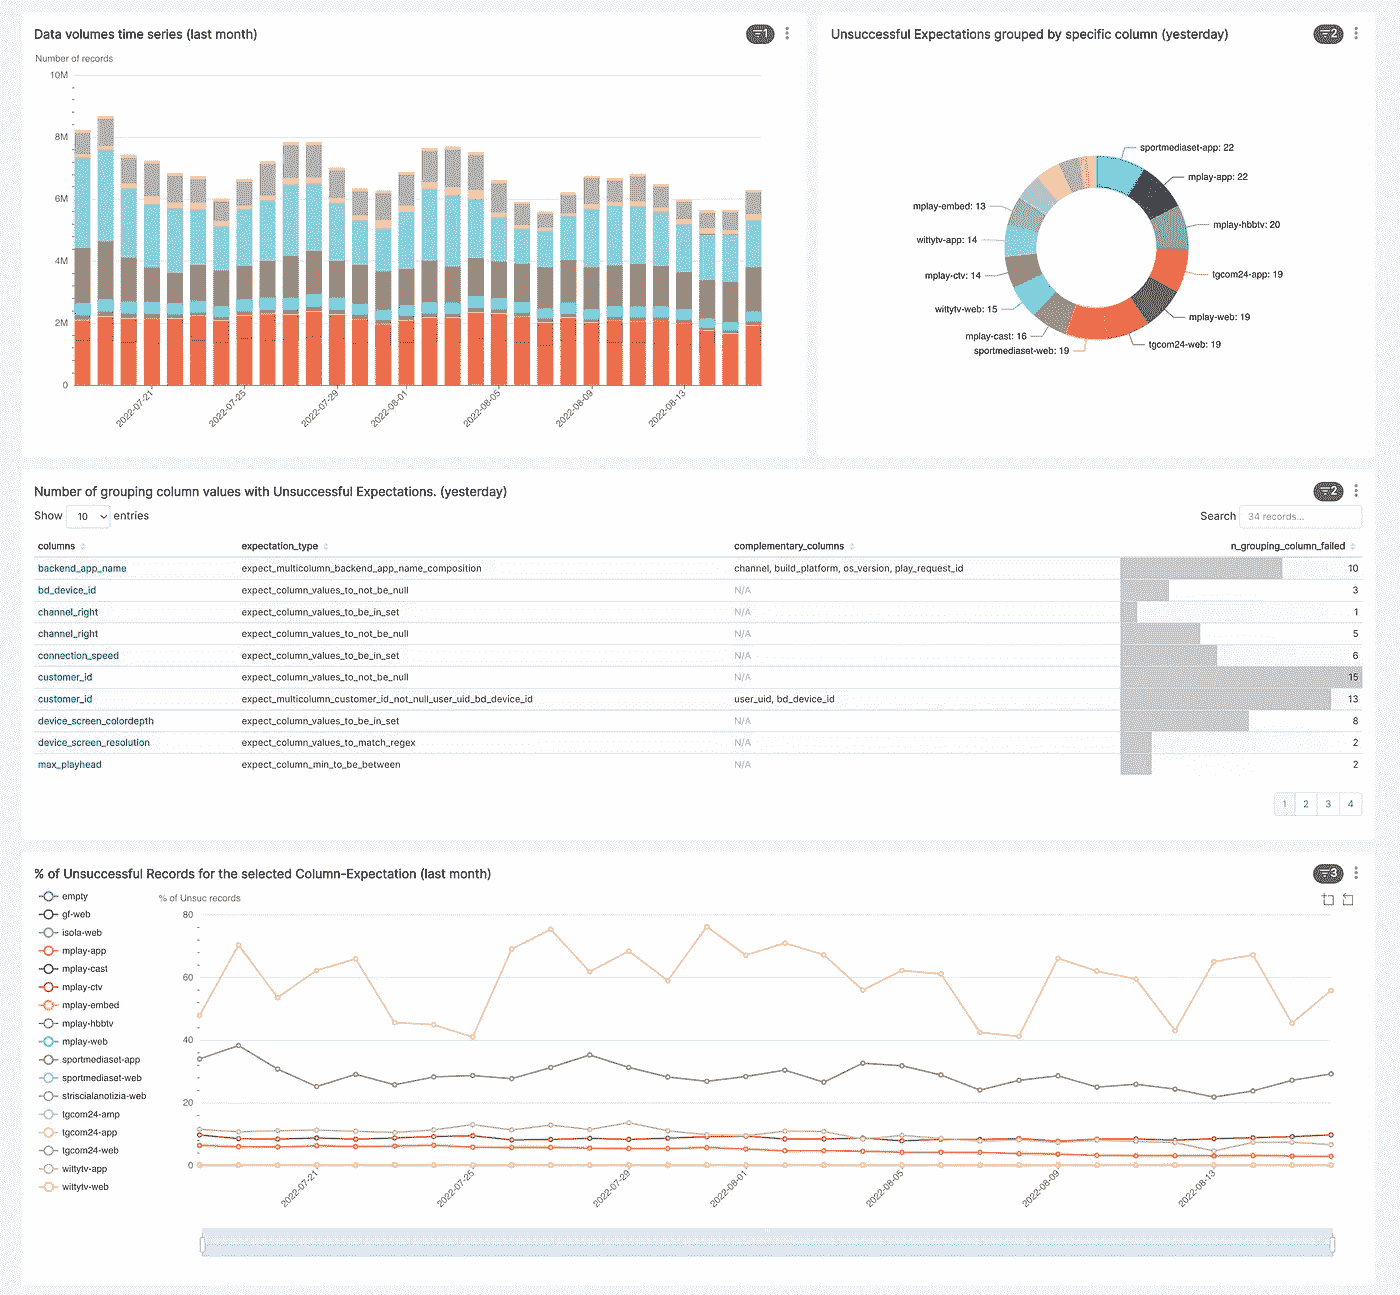 Data volumes time series (last month)
1
Number of records
10M
8M
6M
4M
2M
0
2022-07-21
2022-07-25
2022-07-29
2022-08-01
2022-08-05
2022-08-09
2022-08-13
Unsuccessful Expectations grouped by specific column (yesterday)
2
sportmediaset-app: 22
mplay-app: 22
mplay-hbbtv: 20
tgcom24-app: 19
mplay-web: 19
tgcom24-web: 19
sportmediaset-web: 19
mplay-cast: 16
wittytv-web: 15
mplay-ctv: 14
wittytv-app: 14
mplay-embed: 13
Number of grouping column values with Unsuccessful Expectations. (yesterday)
2
Show 10 entries
Search 34 records...
columns expectation_type complementary_columns n_grouping_column_failed
backend_app_name expect_multicolumn_backend_app_name_composition channel, build_platform, os_version, play_request_id 10
bd_device_id expect_column_values_to_not_be_null N/A 3
channel_right expect_column_values_to_be_in_set N/A 1
channel_right expect_column_values_to_not_be_null N/A 5
connection_speed expect_column_values_to_be_in_set N/A 6
customer_id expect_column_values_to_not_be_null N/A 15
customer_id expect_multicolumn_customer_id_not_null_user_uid_bd_device_id user_uid, bd_device_id 13
device_screen_colordepth expect_column_values_to_be_in_set N/A 8
device_screen_resolution expect_column_values_to_match_regex N/A 2
max_playhead expect_column_min_to_be_between N/A 2
1 2 3 4
% of Unsuccessful Records for the selected Column-Expectation (last month)
3
empty
gf-web
isola-web
mplay-app
mplay-cast
mplay-ctv
mplay-embed
mplay-hbbtv
mplay-web
sportmediaset-app
sportmediaset-web
striscialanotizia-web
tgcom24-amp
tgcom24-app
tgcom24-web
wittytv-app
wittytv-web
% of Unsuc records
80
60
40
20
0
2022-07-21
2022-07-25
2022-07-29
2022-08-01
2022-08-05
2022-08-09
2022-08-13